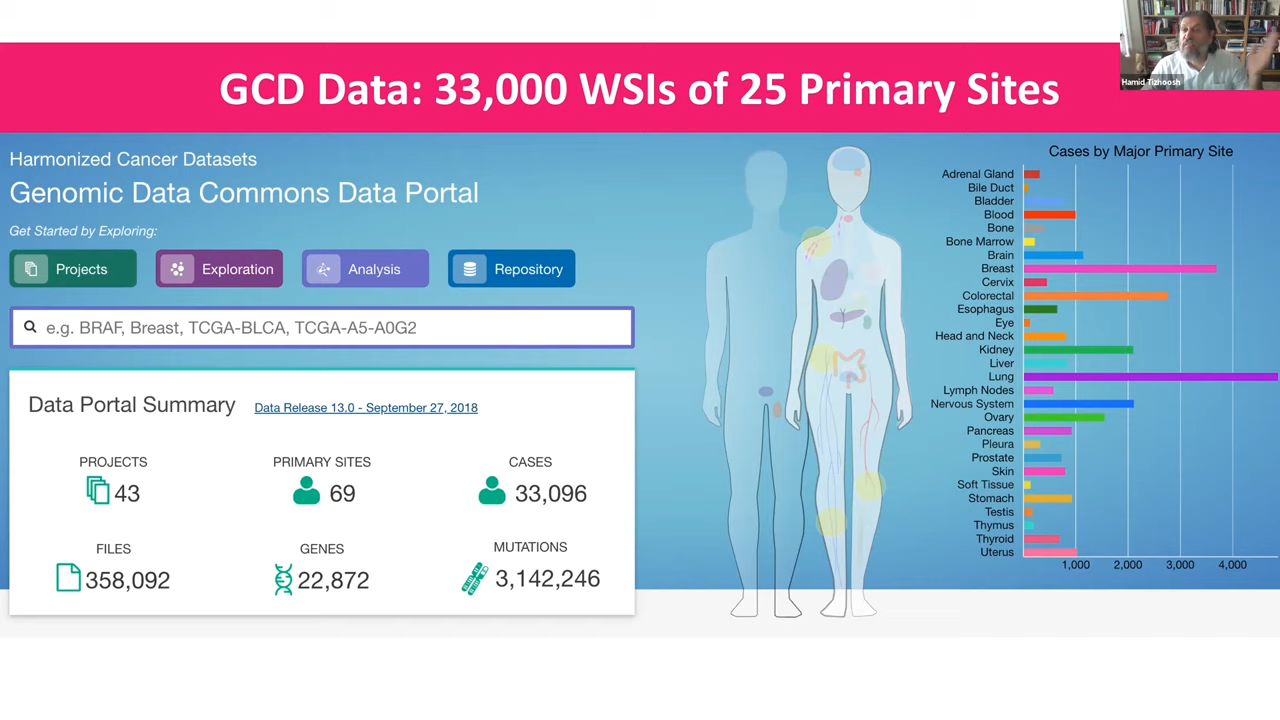 GCD Data: 33,000 WSIs of 25 Primary Sites
Hamid Tizhoosh
Harmonized Cancer Datasets
Genomic Data Commons Data Portal
Get Started by Exploring:
Projects
Exploration
Analysis
Repository
e.g. BRAF, Breast, TCGA-BLCA, TCGA-A5-A0G2
Data Portal Summary
Data Release 13.0 - September 27, 2018
PROJECTS
43
PRIMARY SITES
69
CASES
33,096
FILES
358,092
GENES
22,872
MUTATIONS
3,142,246
Cases by Major Primary Site
Adrenal Gland
Bile Duct
Bladder
Blood
Bone
Bone Marrow
Brain
Breast
Cervix
Colorectal
Esophagus
Eye
Head and Neck
Kidney
Liver
Lung
Lymph Nodes
Nervous System
Ovary
Pancreas
Pleura
Prostate
Skin
Soft Tissue
Stomach
Testis
Thymus
Thyroid
Uterus
1,000 2,000 3,000 4,000